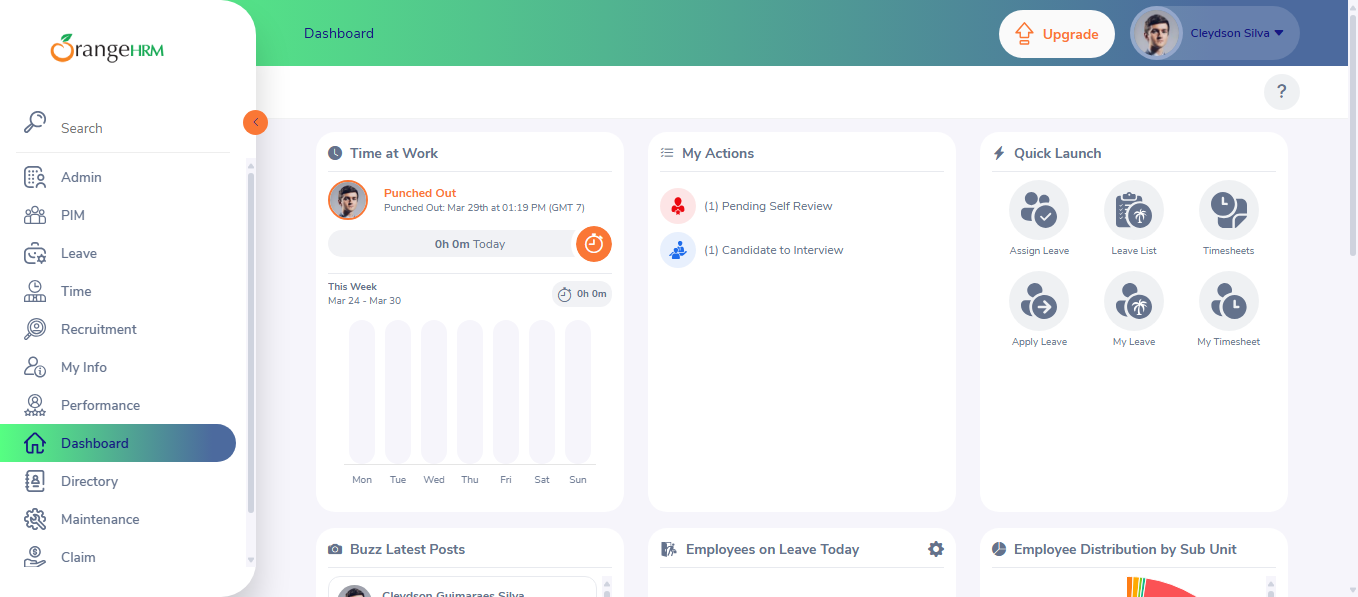 OrangeHRM
Dashboard
Upgrade
Cleydson Silva
?
Search
Admin
PIM
Leave
Time
Recruitment
My Info
Performance
Dashboard
Directory
Maintenance
Claim
Time at Work
Punched Out
Punched Out: Mar 29th at 01:19 PM (GMT 7)
0h 0m Today
This Week
Mar 24 - Mar 30
0h 0m
Mon Tue Wed Thu Fri Sat Sun
My Actions
(1) Pending Self Review
(1) Candidate to Interview
Quick Launch
Assign Leave Leave List Timesheets
Apply Leave My Leave My Timesheet
Buzz Latest Posts
Cleydson Guimaraes Silva
Employees on Leave Today
Employee Distribution by Sub Unit